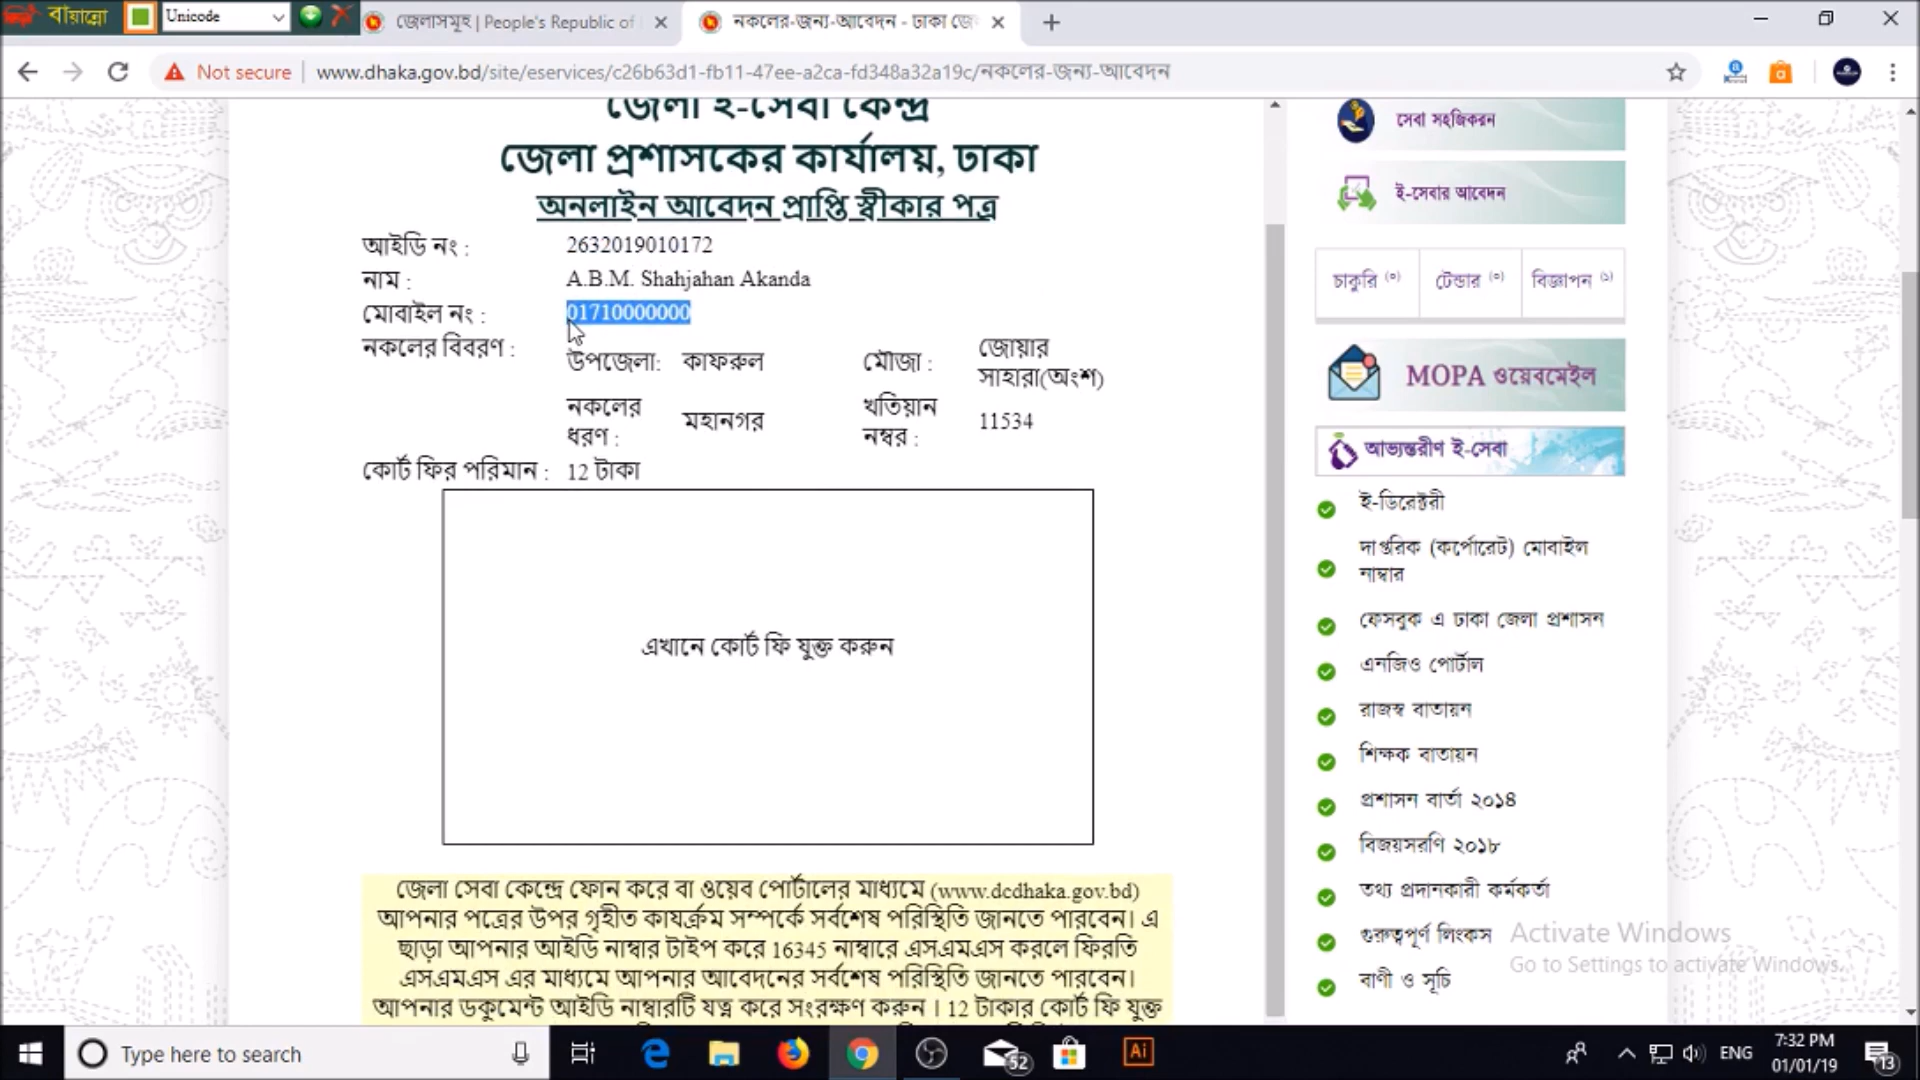 বায়ান্নো
Unicode
জেলাসমূহ | People's Republic of
নকলের-জন্য-আবেদন - ঢাকা জে
Not secure
www.dhaka.gov.bd/site/eservices/c26b63d1-fb11-47ee-a2ca-fd348a32a19c/নকলের-জন্য-আবেদন
জেলা ই-সেবা কেন্দ্র
জেলা প্রশাসকের কার্যালয়, ঢাকা
অনলাইন আবেদন প্রাপ্তি স্বীকার পত্র
আইডি নং : 2632019010172
নাম : A.B.M. Shahjahan Akanda
মোবাইল নং : 01710000000
নকলের বিবরণ :
উপজেলা: কাফরুল মৌজা : জোয়ার সাহারা(অংশ)
নকলের ধরণ : মহানগর খতিয়ান নম্বর : 11534
কোর্ট ফির পরিমান : 12 টাকা
এখানে কোর্ট ফি যুক্ত করুন
জেলা সেবা কেন্দ্রে ফোন করে বা ওয়েব পোর্টালের মাধ্যমে (www.dcdhaka.gov.bd)
আপনার পত্রের উপর গৃহীত কাযর্ক্রম সম্পর্কে সর্বশেষ পরিস্থিতি জানতে পারবেন। এ
ছাড়া আপনার আইডি নাম্বার টাইপ করে 16345 নাম্বারে এসএমএস করলে ফিরতি
এসএমএস এর মাধ্যমে আপনার আবেদনের সর্বশেষ পরিস্থিতি জানতে পারবেন।
আপনার ডকুমেন্ট আইডি নাম্বারটি যত্ন করে সংরক্ষণ করুন । 12 টাকার কোর্ট ফি যুক্ত
সেবা সহজিকরন
ই-সেবার আবেদন
চাকুরি (০) টেন্ডার (০) বিজ্ঞাপন (১)
MOPA ওয়েবমেইল
আভ্যন্তরীণ ই-সেবা
ই-ডিরেক্টরী
দাপ্তরিক (কর্পোরেট) মোবাইল
নাম্বার
ফেসবুক এ ঢাকা জেলা প্রশাসন
এনজিও পোর্টাল
রাজস্ব বাতায়ন
শিক্ষক বাতায়ন
প্রশাসন বার্তা ২০১৪
বিজয়সরণি ২০১৮
তথ্য প্রদানকারী কর্মকর্তা
গুরুত্বপূর্ণ লিংকস
বাণী ও সূচি
Activate Windows
Go to Settings to activate Windows.
Type here to search
52
Ai
ENG
7:32 PM
01/01/19
13